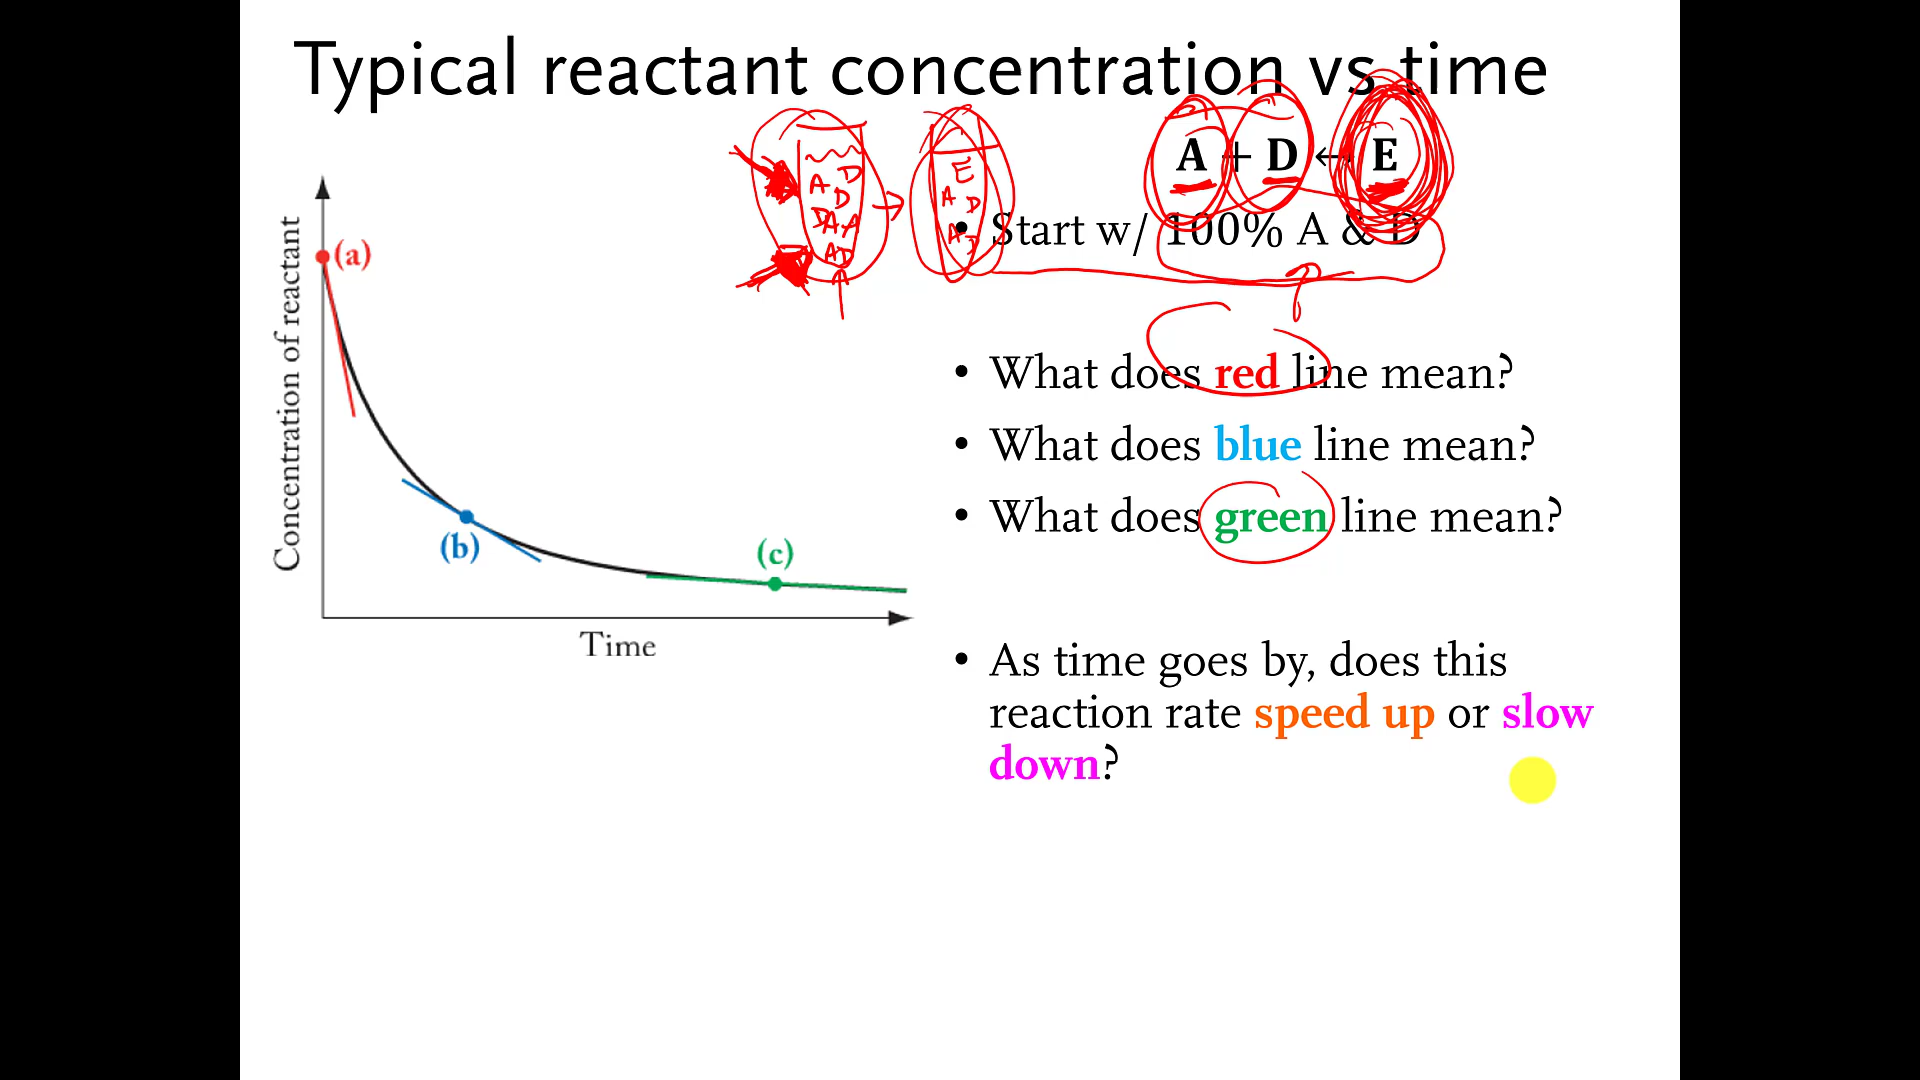 Typical reactant concentration vs time
A + D ↔ E
D
A
D
DAA
AD
E
A D
A D
• Start w/ 100% A & D
(a)
Concentration of reactant
• What does red line mean?
• What does blue line mean?
• What does green line mean?
(b)
(c)
Time
• As time goes by, does this
reaction rate speed up or slow
down?